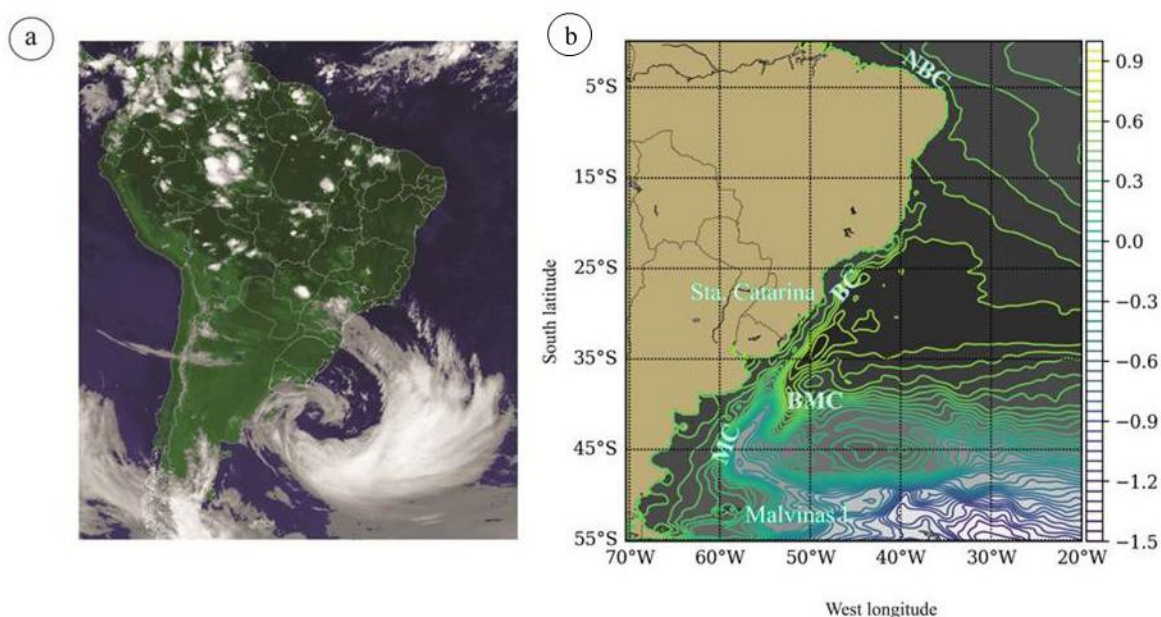 a
b
NBC
5°S
15°S
25°S
35°S
45°S
55°S
South latitude
Sta. Catarina
BC
BMC
MC
Malvinas I.
70°W
60°W
50°W
40°W
30°W
20°W
West longitude
0.9
0.6
0.3
0.0
−0.3
−0.6
−0.9
−1.2
−1.5